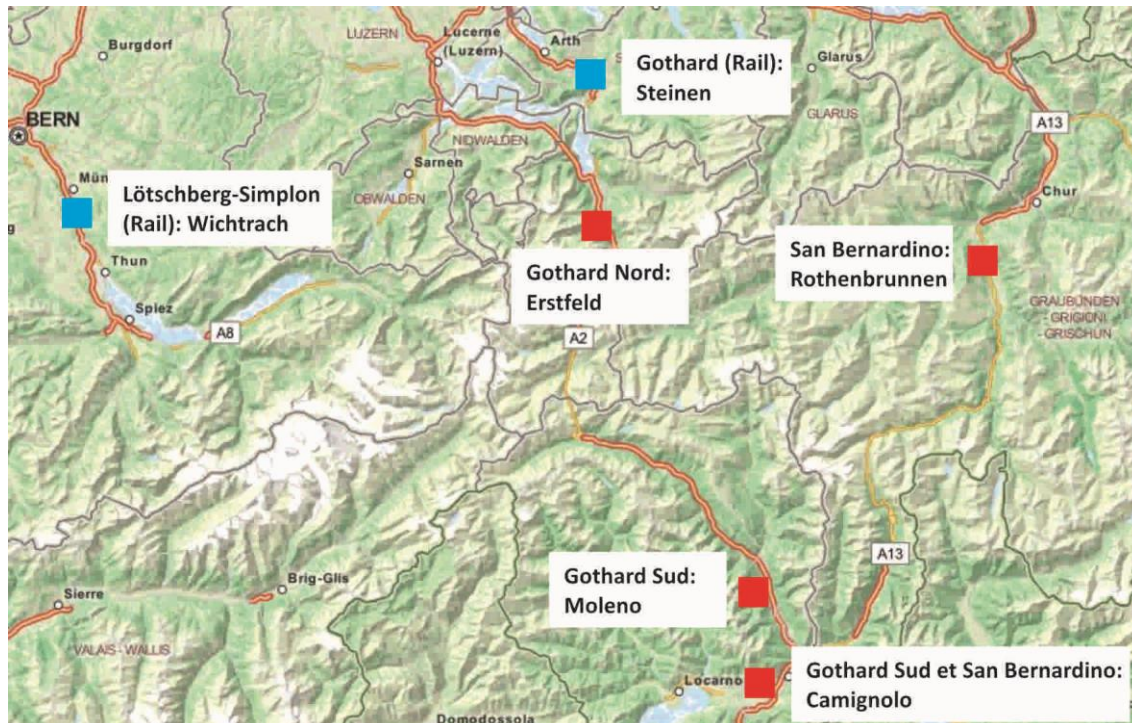 Burgdorf
LUZERN
Lucerne
(Luzern)
Arth
Gothard (Rail):
Steinen
Glarus
GLARUS
BERN
A13
NIDWALDEN
Sarnen
OBWALDEN
Mün
Lötschberg-Simplon
(Rail): Wichtrach
Chur
Gothard Nord:
Erstfeld
San Bernardino:
Rothenbrunnen
Thun
Spiez
A8
A2
GRAUBÜNDEN
- GRIGIONI
- GRISCHUN
A13
Gothard Sud:
Moleno
Brig-Glis
Sierre
VALAIS - WALLIS
Locarno
Gothard Sud et San Bernardino:
Camignolo
Domodossola